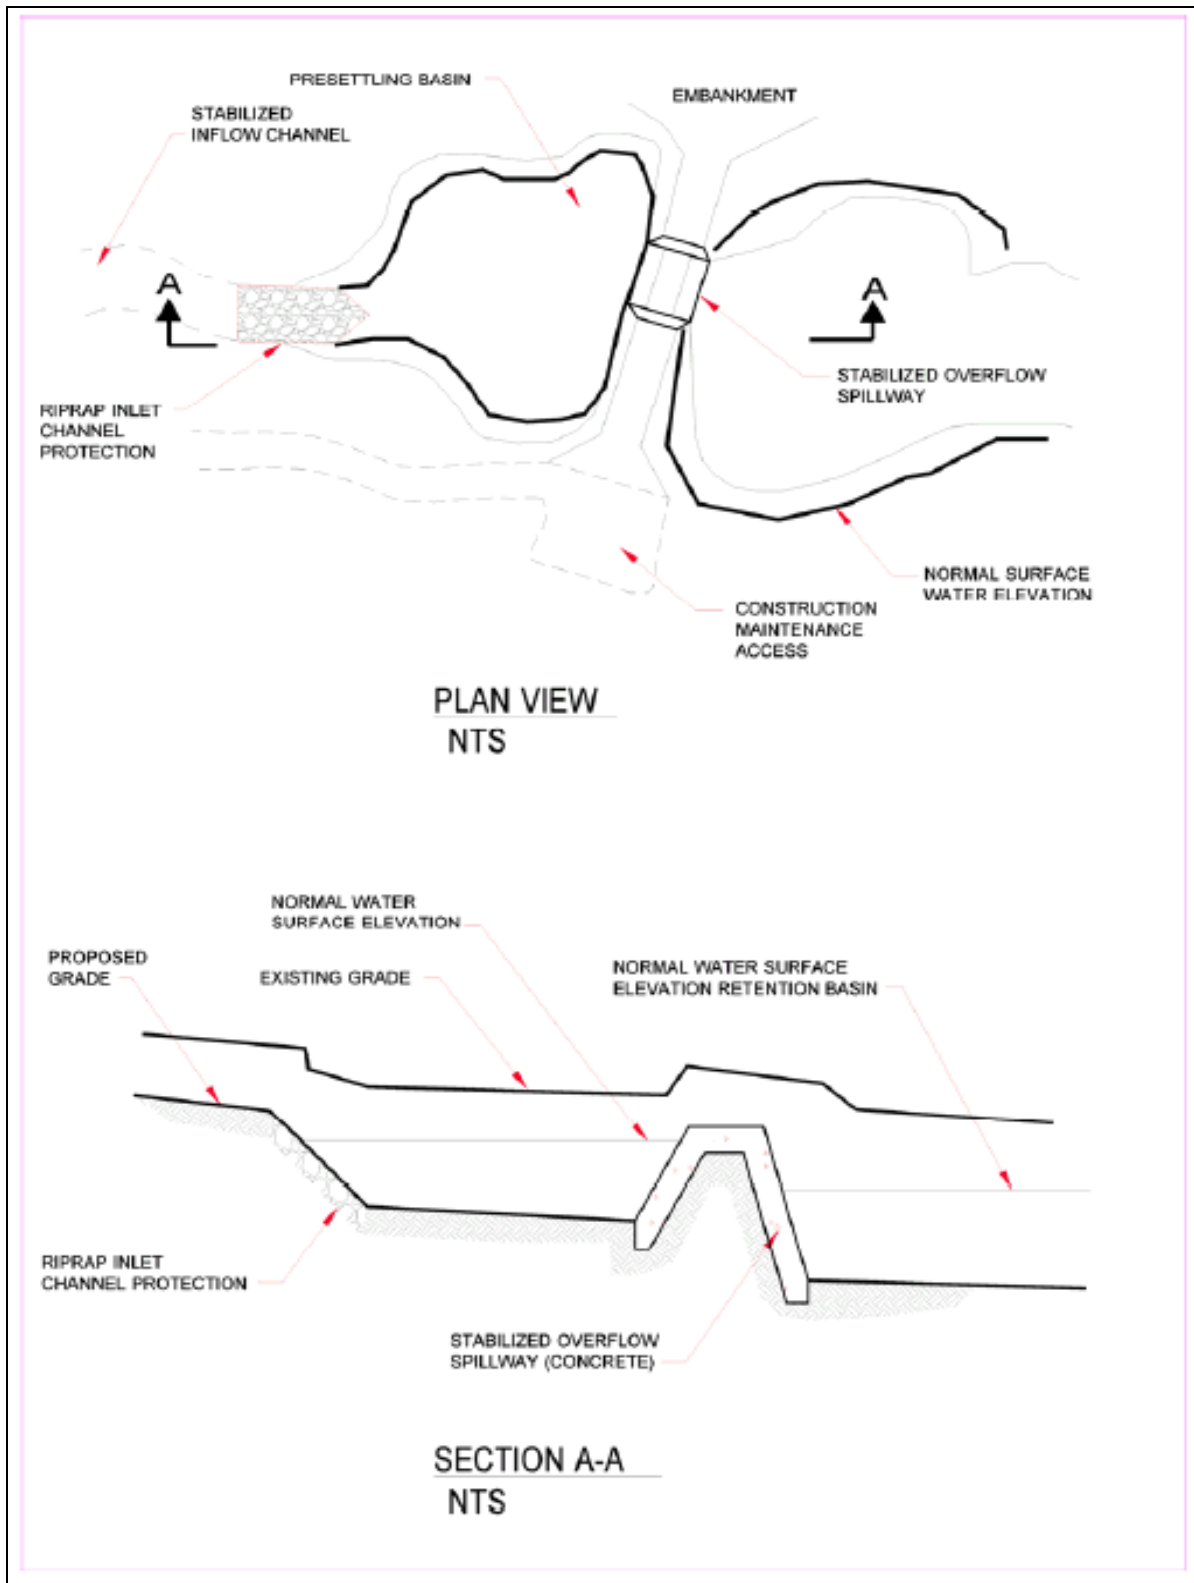 PRESETTLING BASIN
EMBANKMENT
STABILIZED
INFLOW CHANNEL
A
A
STABILIZED OVERFLOW
SPILLWAY
RIPRAP INLET
CHANNEL
PROTECTION
NORMAL SURFACE
WATER ELEVATION
CONSTRUCTION
MAINTENANCE
ACCESS
PLAN VIEW
NTS
NORMAL WATER
SURFACE ELEVATION
PROPOSED
GRADE
EXISTING GRADE
NORMAL WATER SURFACE
ELEVATION RETENTION BASIN
RIPRAP INLET
CHANNEL PROTECTION
STABILIZED OVERFLOW
SPILLWAY (CONCRETE)
SECTION A-A
NTS